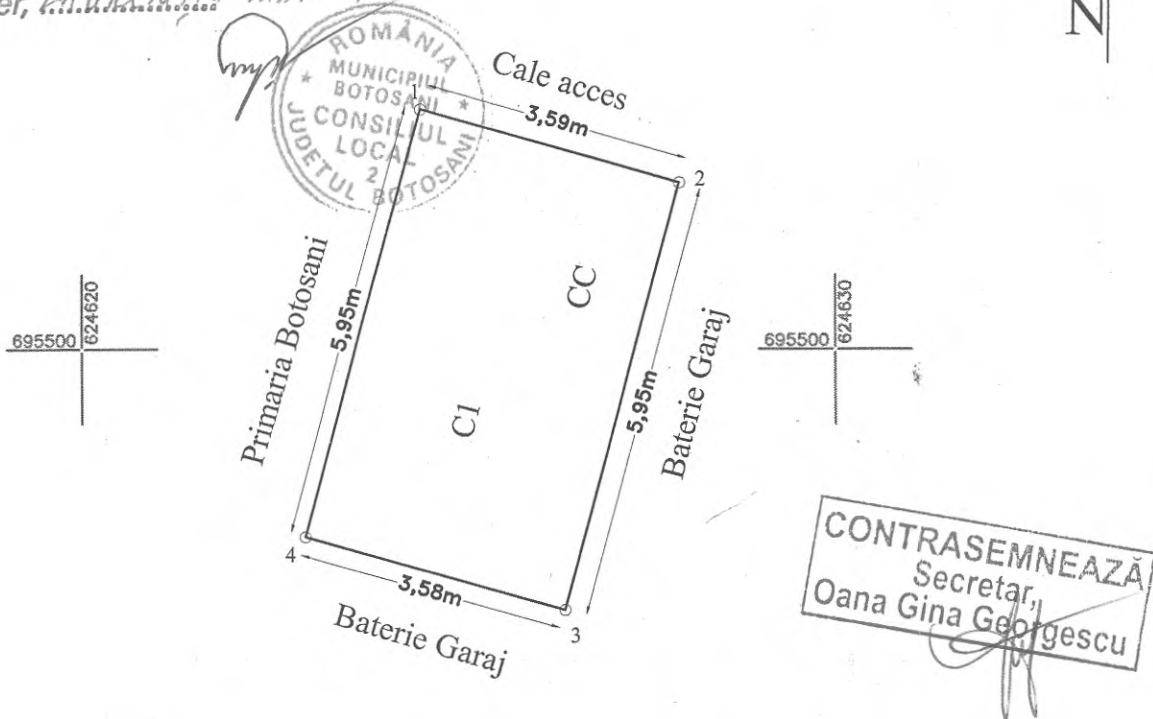 er,
N
ROMÂNIA
MUNICIPIUL
BOTOSANI
CONSILIUL
LOCAL
2
JUDETUL BOTOSANI
Cale acces
1
3,59m
2
CC
Primaria Botosani
5,95m
695500
624620
695500
624630
Baterie Garaj
5,95m
C1
4
3,58m
3
Baterie Garaj
CONTRASEMNEAZĂ
Secretar,
Oana Gina Georgescu